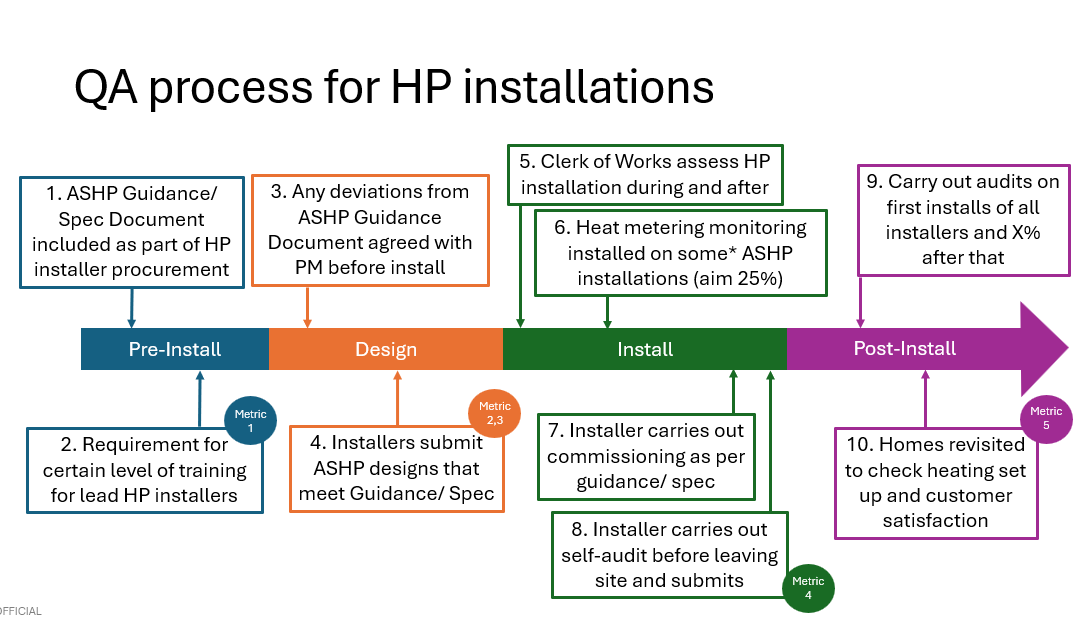 QA process for HP installations
1. ASHP Guidance/
Spec Document
included as part of HP
installer procurement
3. Any deviations from
ASHP Guidance
Document agreed with
PM before install
5. Clerk of Works assess HP
installation during and after
6. Heat metering monitoring
installed on some* ASHP
installations (aim 25%)
9. Carry out audits on
first installs of all
installers and X%
after that
Pre-Install
Design
Install
Post-Install
2. Requirement for
certain level of training
for lead HP installers
Metric
1
4. Installers submit
ASHP designs that
meet Guidance/ Spec
Metric
2,3
7. Installer carries out
commissioning as per
guidance/ spec
8. Installer carries out
self-audit before leaving
site and submits
Metric
4
10. Homes revisited
to check heating set
up and customer
satisfaction
Metric
5
OFFICIAL